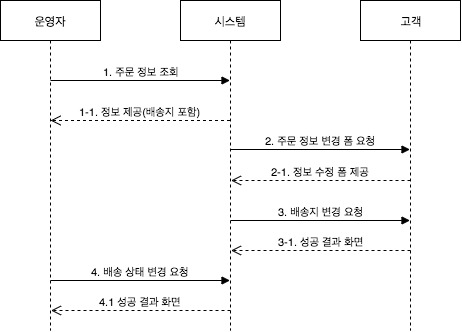 운영자
시스템
고객
1. 주문 정보 조회
1-1. 정보 제공(배송지 포함)
2. 주문 정보 변경 폼 요청
2-1. 정보 수정 폼 제공
3. 배송지 변경 요청
3-1. 성공 결과 화면
4. 배송 상태 변경 요청
4.1 성공 결과 화면